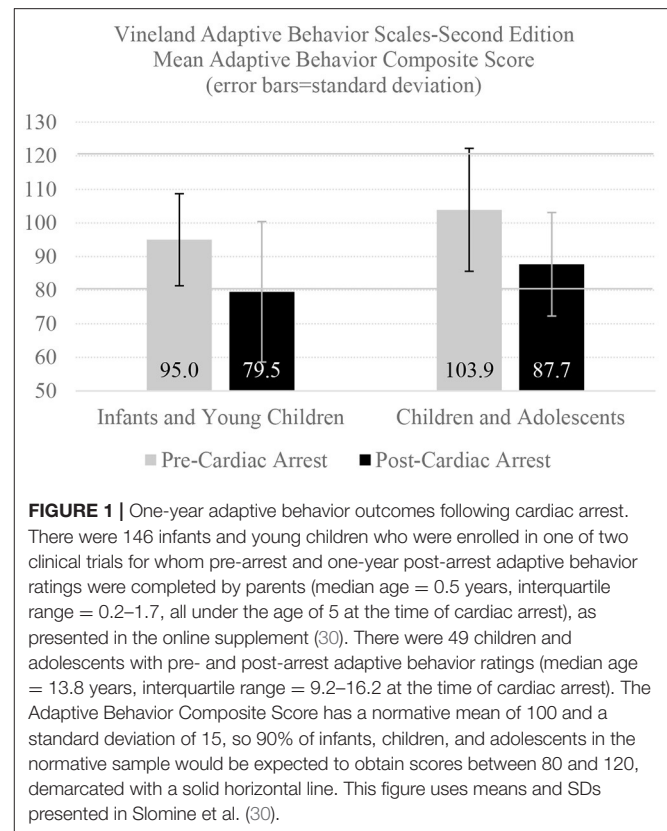 Vineland Adaptive Behavior Scales-Second Edition
Mean Adaptive Behavior Composite Score
(error bars=standard deviation)
130
120
110
100
90
80
70
60
50
95.0
79.5
103.9
87.7
Infants and Young Children
Children and Adolescents
Pre-Cardiac Arrest
Post-Cardiac Arrest
FIGURE 1 | One-year adaptive behavior outcomes following cardiac arrest.
There were 146 infants and young children who were enrolled in one of two
clinical trials for whom pre-arrest and one-year post-arrest adaptive behavior
ratings were completed by parents (median age = 0.5 years, interquartile
range = 0.2–1.7, all under the age of 5 at the time of cardiac arrest), as
presented in the online supplement (30). There were 49 children and
adolescents with pre- and post-arrest adaptive behavior ratings (median age
= 13.8 years, interquartile range = 9.2–16.2 at the time of cardiac arrest). The
Adaptive Behavior Composite Score has a normative mean of 100 and a
standard deviation of 15, so 90% of infants, children, and adolescents in the
normative sample would be expected to obtain scores between 80 and 120,
demarcated with a solid horizontal line. This figure uses means and SDs
presented in Slomine et al. (30).